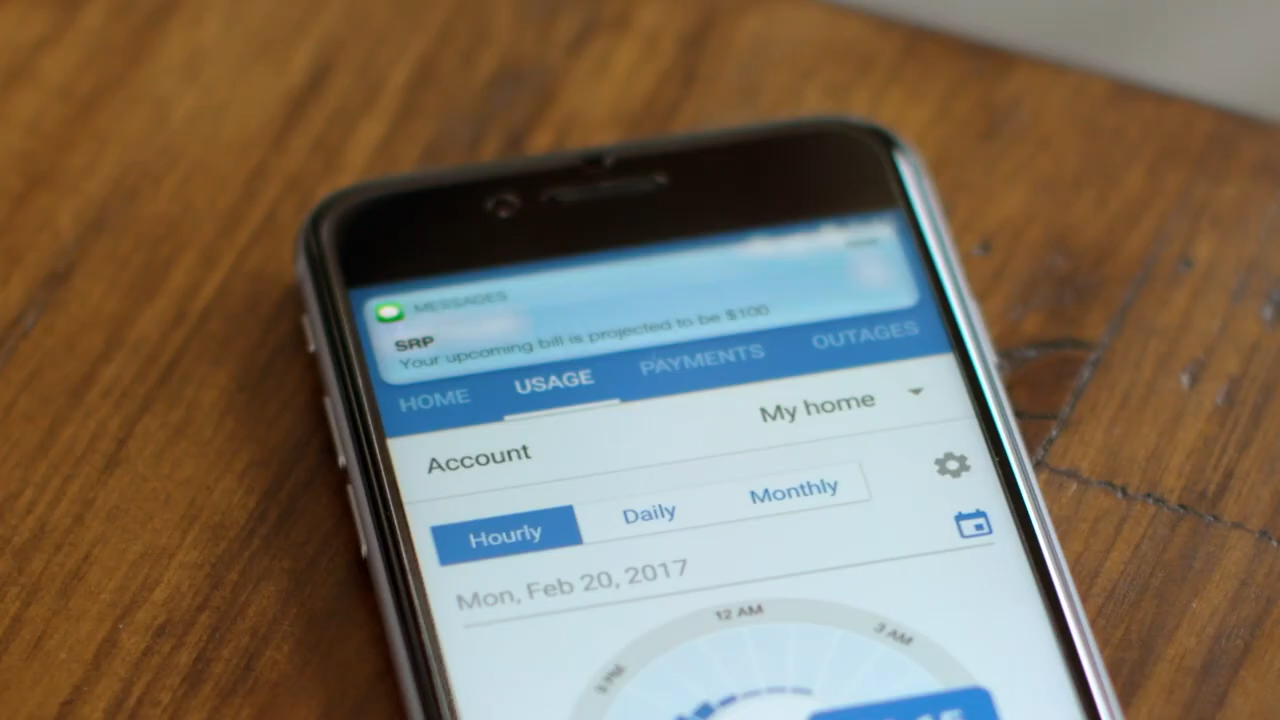 MESSAGES
SRP
Your upcoming bill is projected to be $100
HOME USAGE PAYMENTS OUTAGES
Account My home
Hourly Daily Monthly
Mon, Feb 20, 2017
12 AM
3 AM